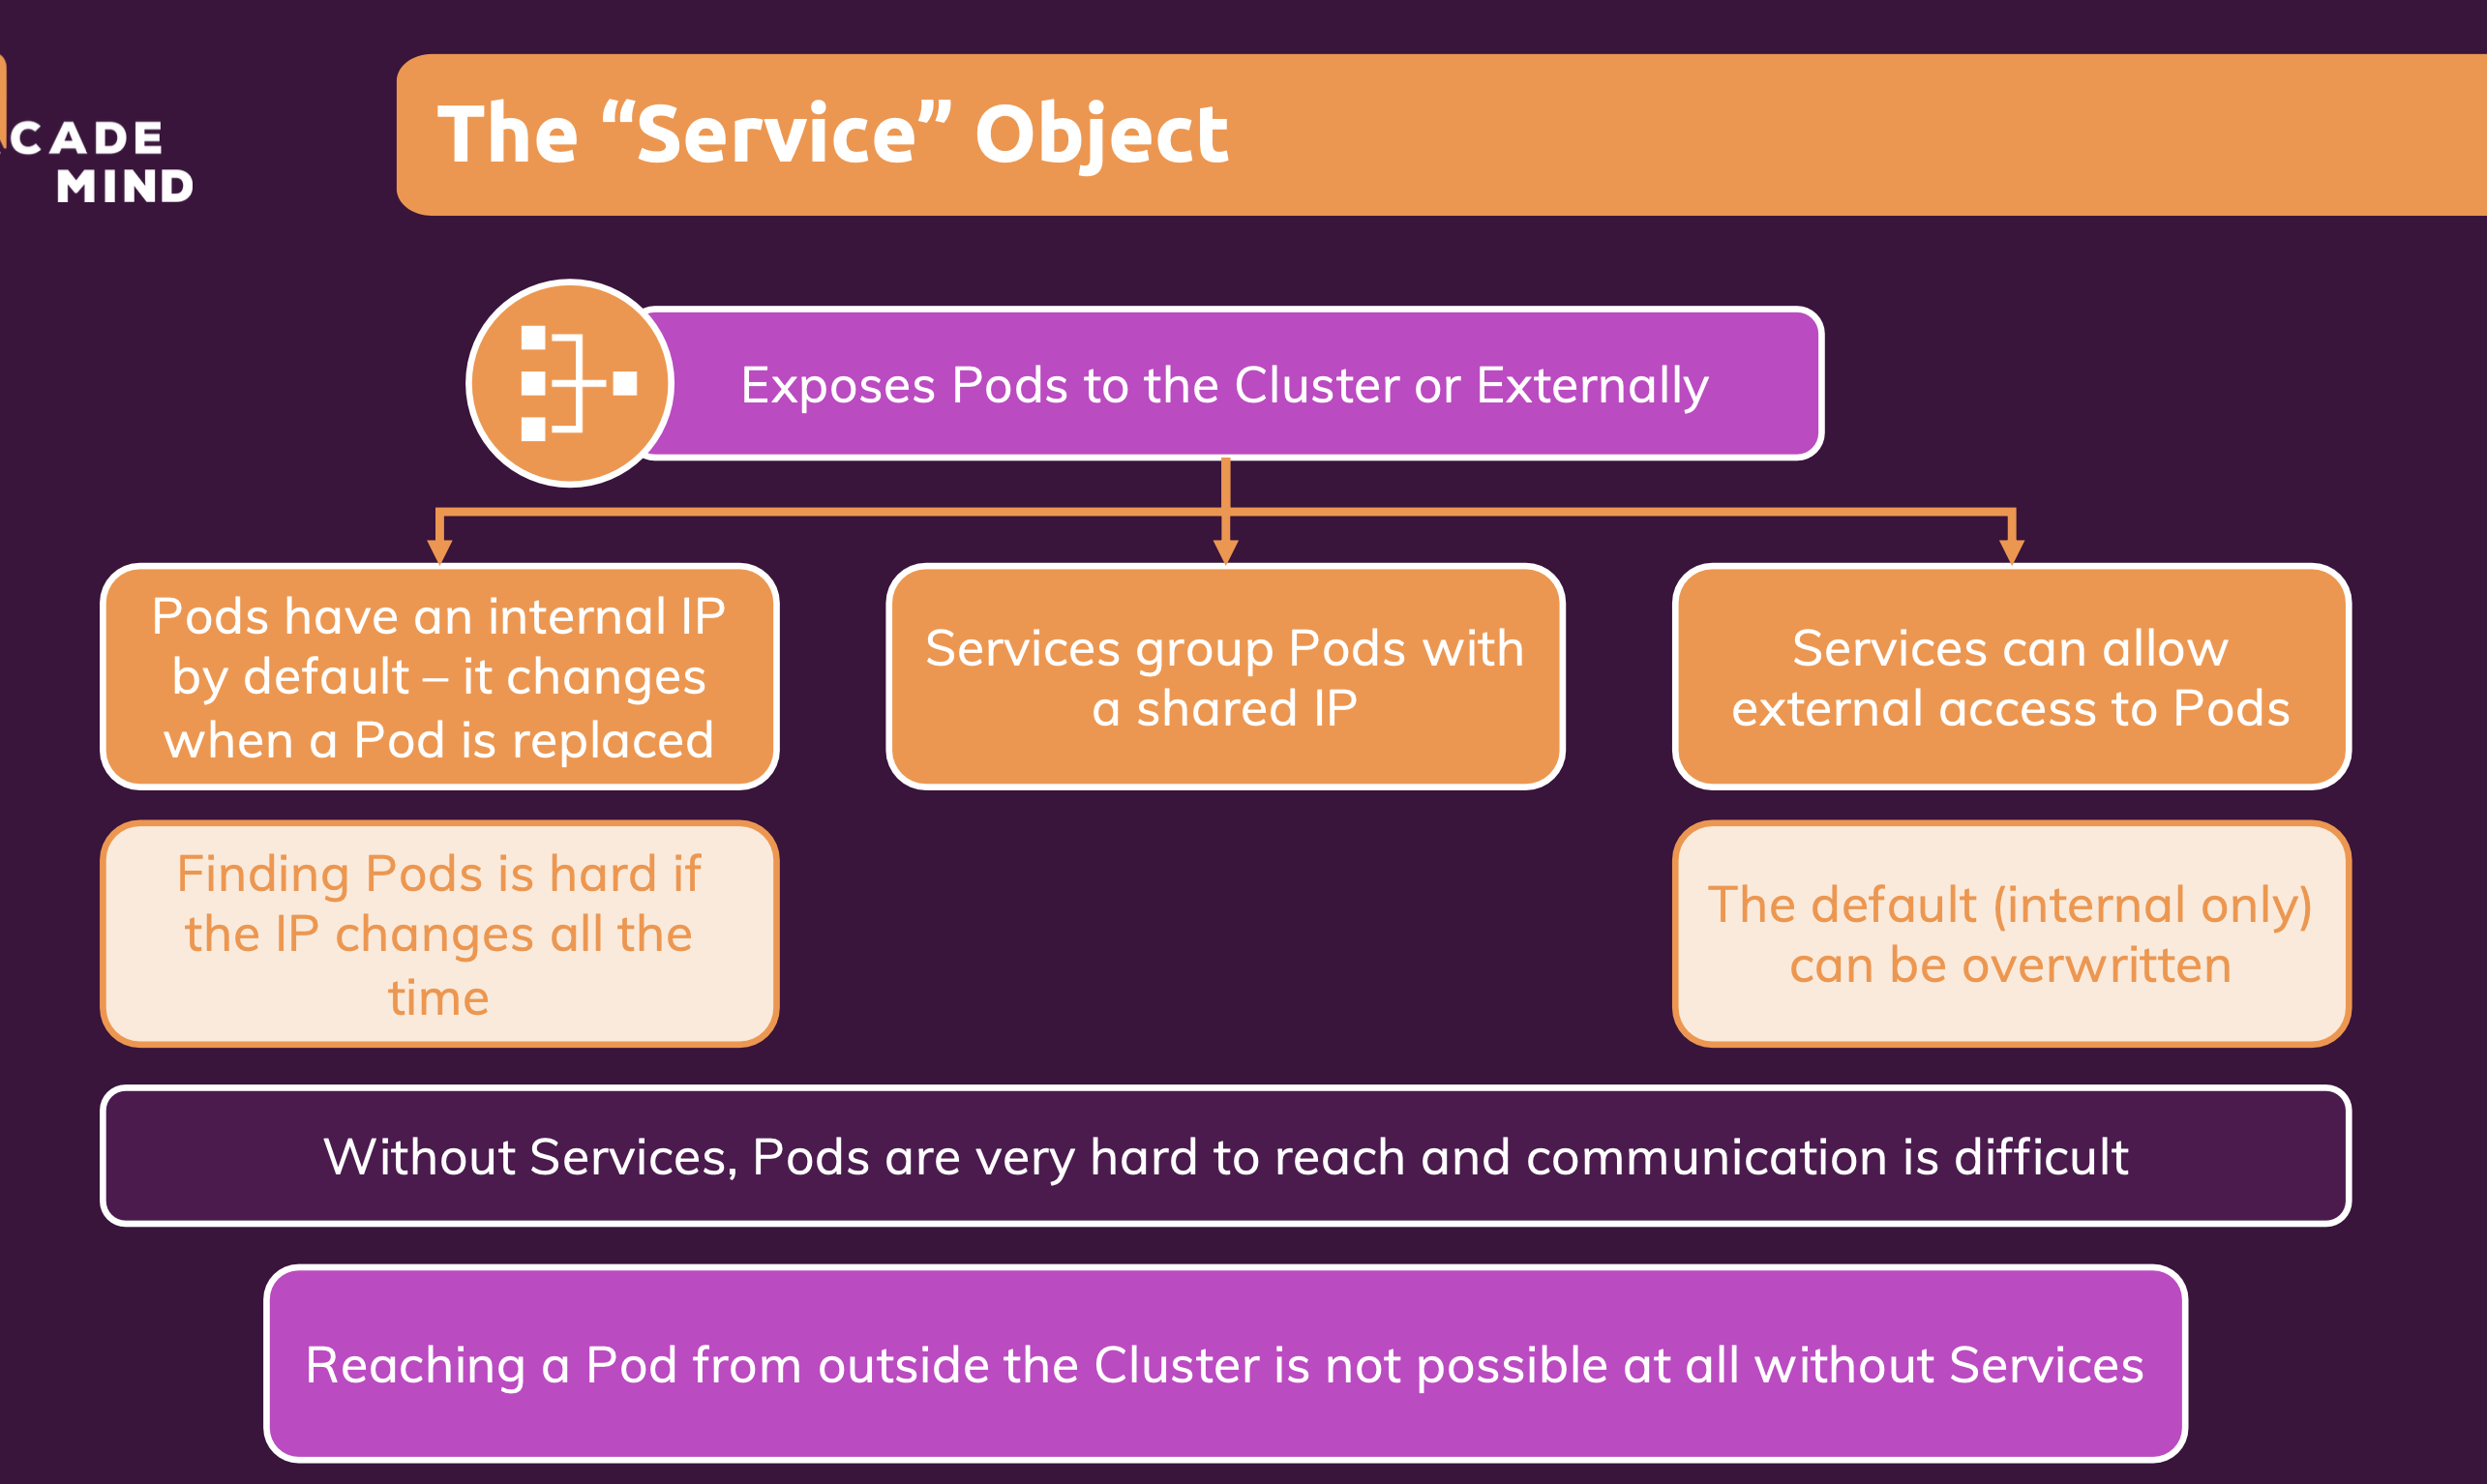 CADE
MIND
The “Service” Object
Exposes Pods to the Cluster or Externally
Pods have an internal IP
by default – it changes
when a Pod is replaced
Services group Pods with
a shared IP
Services can allow
external access to Pods
Finding Pods is hard if
the IP changes all the
time
The default (internal only)
can be overwritten
Without Services, Pods are very hard to reach and communication is difficult
Reaching a Pod from outside the Cluster is not possible at all without Services